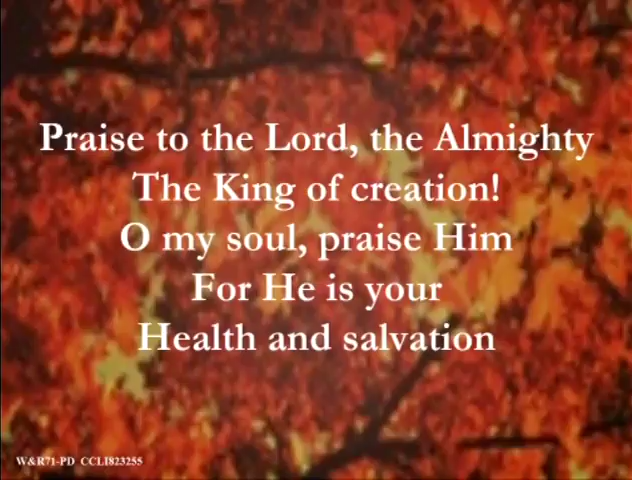 Praise to the Lord, the Almighty
The King of creation!
O my soul, praise Him
For He is your
Health and salvation
W&R71-PD CCLI823255